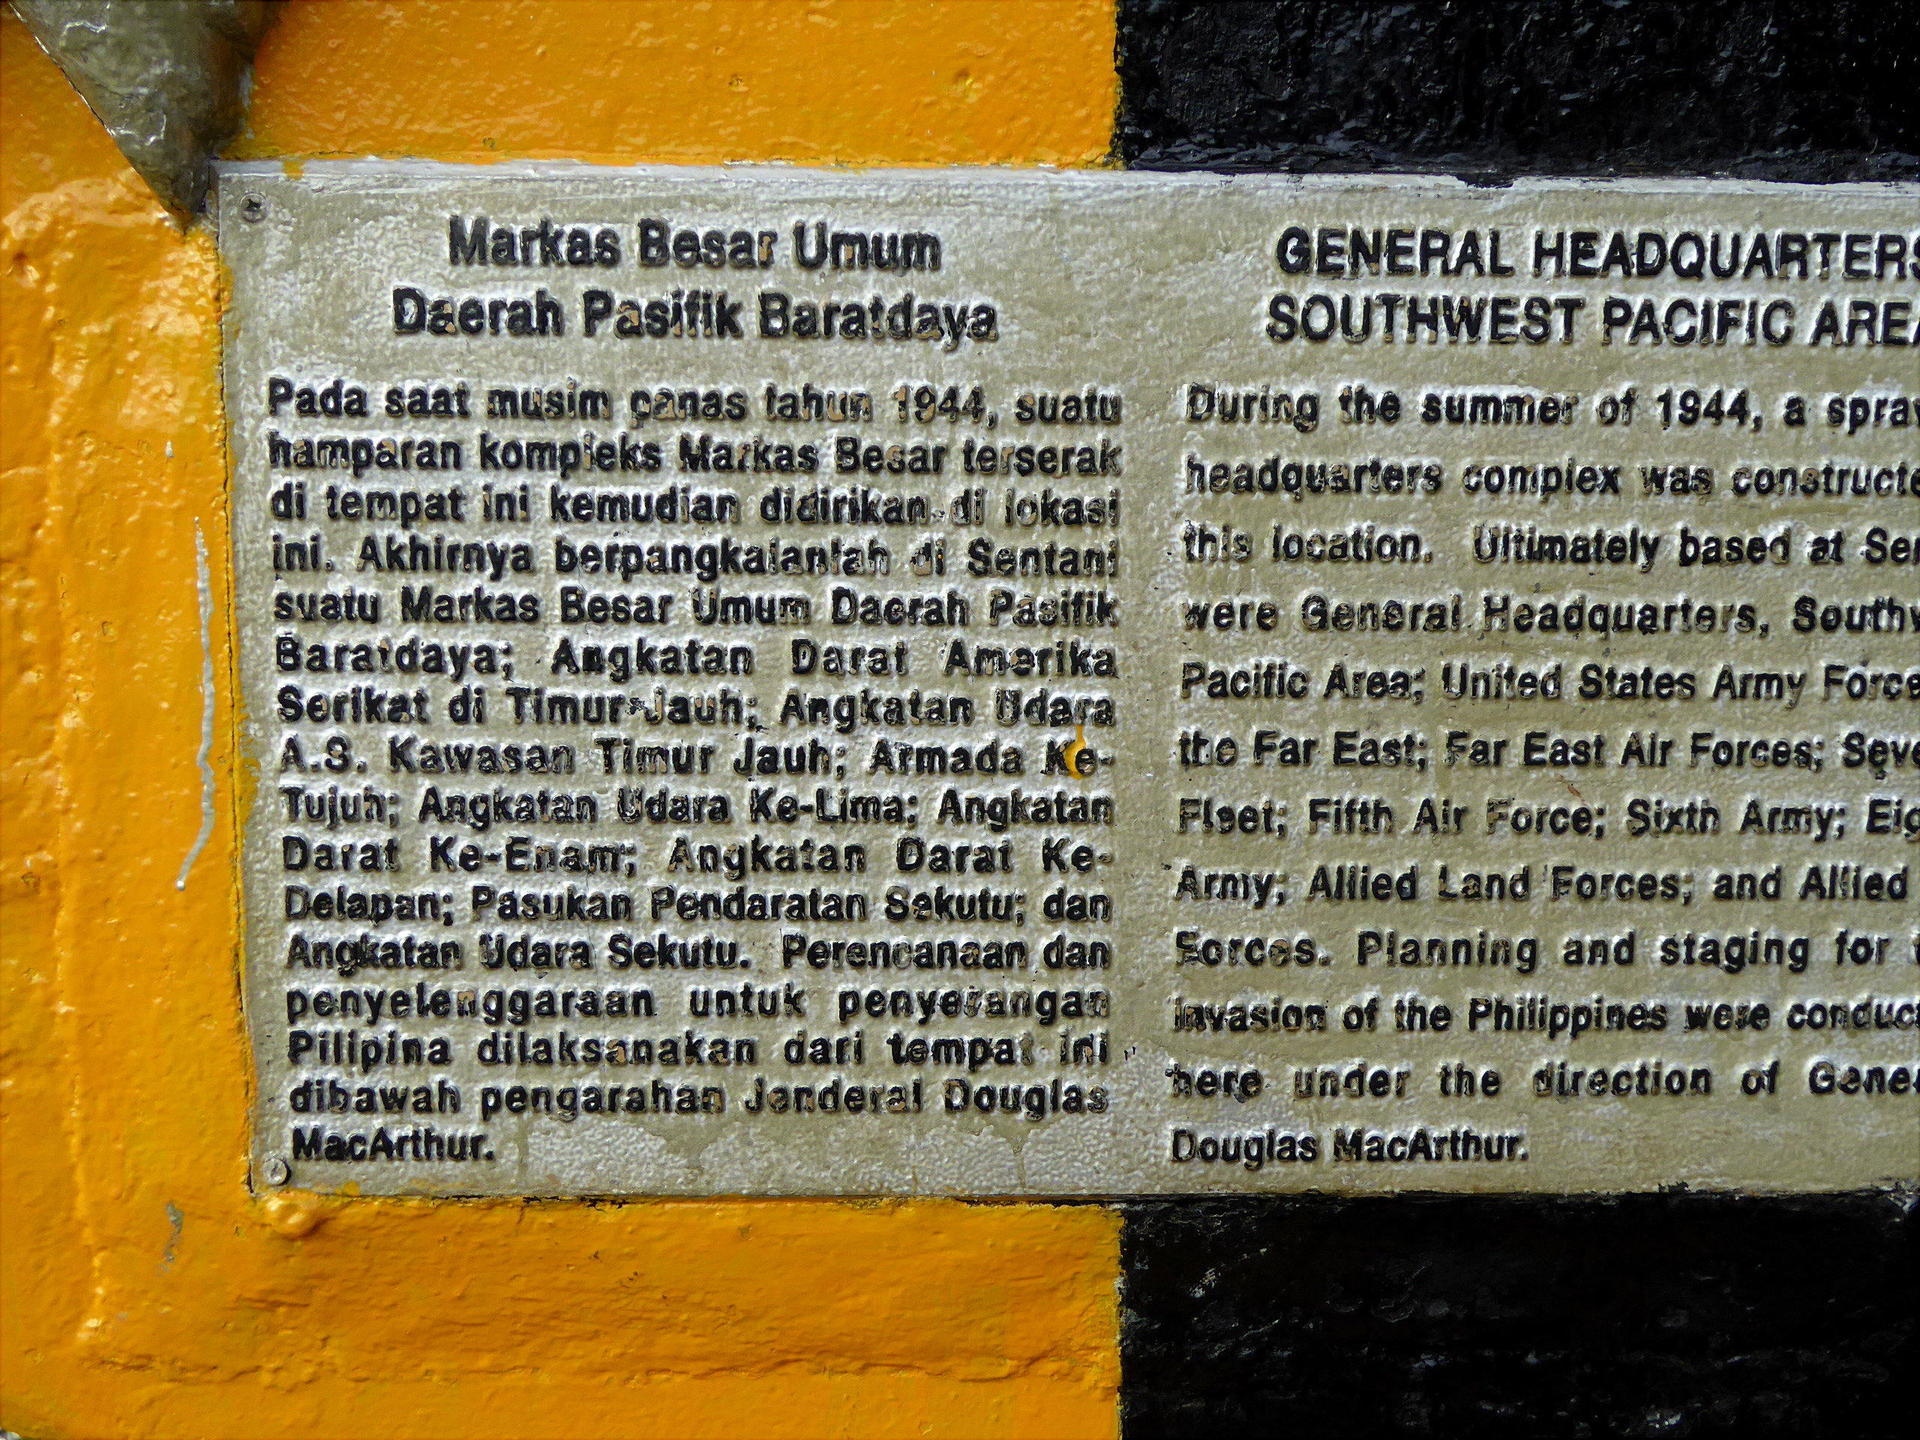 Markas Besar Umum
Daerah Pasifik Baratdaya
Pada saat musim panas tahun 1944, suatu
hamparan kompleks Markas Besar terserak
di tempat ini kemudian didirikan di lokasi
ini. Akhirnya berpangkalanlah di Sentani
suatu Markas Besar Umum Daerah Pasifik
Baratdaya; Angkatan Darat Amerika
Serikat di Timur Jauh; Angkatan Udara
A.S. Kawasan Timur Jauh; Armada Ke-
Tujuh; Angkatan Udara Ke-Lima; Angkatan
Darat Ke-Enam; Angkatan Darat Ke-
Delapan; Pasukan Pendaratan Sekutu; dan
Angkatan Udara Sekutu. Perencanaan dan
penyelenggaraan untuk penyerangan
Pilipina dilaksanakan dari tempat ini
dibawah pengarahan Jenderal Douglas
MacArthur.
GENERAL HEADQUARTERS
SOUTHWEST PACIFIC AREA
During the summer of 1944, a
headquarters complex was
this location. Ultimately based at
were General Headquarters,
Pacific Area; United States Army
the Far East; Far East Air Forces;
Fleet; Fifth Air Force; Sixth Army;
Army; Allied Land Forces; and Allied
Forces. Planning and staging for
invasion of the Philippines were
here under the direction of
Douglas MacArthur.